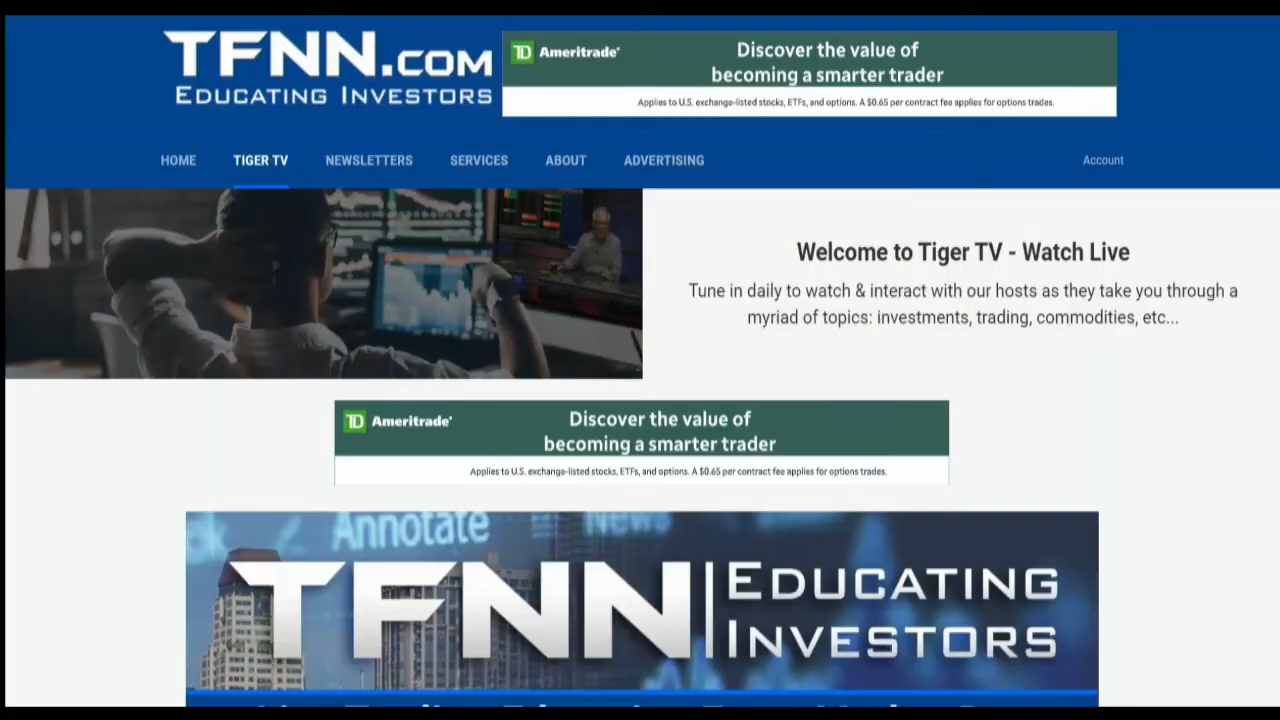 TFNN.COM
EDUCATING INVESTORS
TD Ameritrade
Discover the value of
becoming a smarter trader
Applies to U.S. exchange-listed stocks, ETFs, and options. A $0.65 per contract fee applies for options trades.
HOME TIGER TV NEWSLETTERS SERVICES ABOUT ADVERTISING Account
Welcome to Tiger TV - Watch Live
Tune in daily to watch & interact with our hosts as they take you through a
myriad of topics: investments, trading, commodities, etc...
TD Ameritrade
Discover the value of
becoming a smarter trader
Applies to U.S. exchange-listed stocks, ETFs, and options. A $0.65 per contract fee applies for options trades.
Annotate News
TFNN EDUCATING
INVESTORS